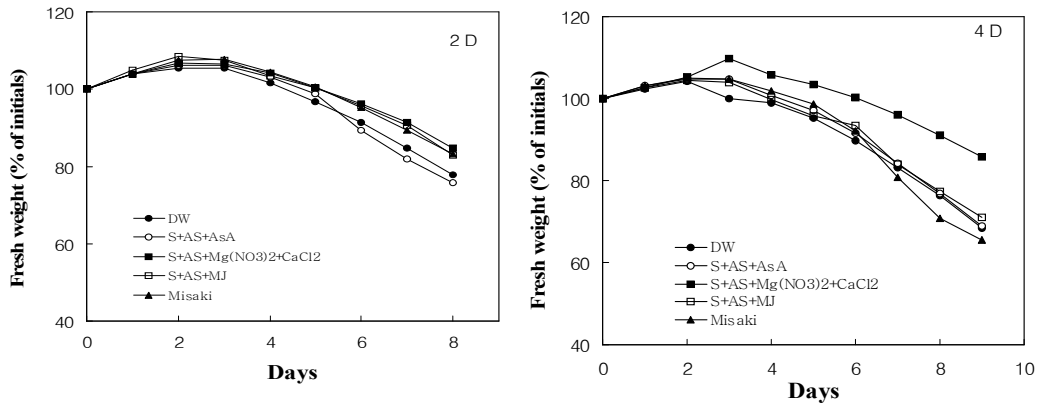 Fresh weight (% of initials)
120
100
80
60
40
2 D
DW
S+AS+AsA
S+AS+Mg(NO3)2+CaCl2
S+AS+MJ
Misaki
0
2
4
6
8
Days
Fresh weight (% of initials)
120
100
80
60
40
4 D
DW
S+AS+AsA
S+AS+Mg(NO3)2+CaCl2
S+AS+MJ
Misaki
0
2
4
6
8
10
Days